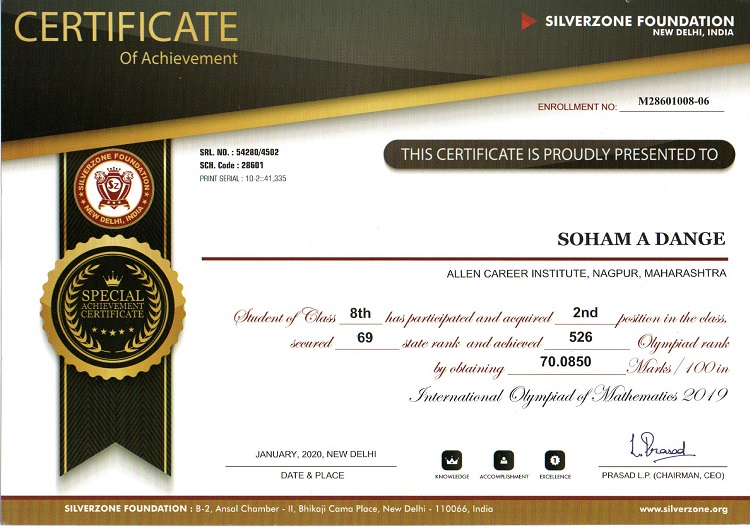 CERTIFICATE
Of Achievement
SILVERZONE FOUNDATION
NEW DELHI, INDIA
ENROLLMENT NO: M28601008-06
SRL. NO. : 54280/4502
SCH. Code : 28601
PRINT SERIAL : 10-2::41,335
THIS CERTIFICATE IS PROUDLY PRESENTED TO
SILVERZONE FOUNDATION
SZ
NEW DELHI, INDIA
SPECIAL
ACHIEVEMENT
CERTIFICATE
SOHAM A DANGE
ALLEN CAREER INSTITUTE, NAGPUR, MAHARASHTRA
Student of Class 8th has participated and acquired 2nd position in the class,
secured 69 state rank and achieved 526 Olympiad rank
by obtaining 70.0850 Marks / 100 in
International Olympiad of Mathematics 2019
JANUARY, 2020, NEW DELHI
DATE & PLACE
KNOWLEDGE ACCOMPLISHMENT EXCELLENCE
L. Prasad
PRASAD L.P. (CHAIRMAN, CEO)
SILVERZONE FOUNDATION : B-2, Ansal Chamber - II, Bhikaji Cama Place, New Delhi - 110066, India
www.silverzone.org